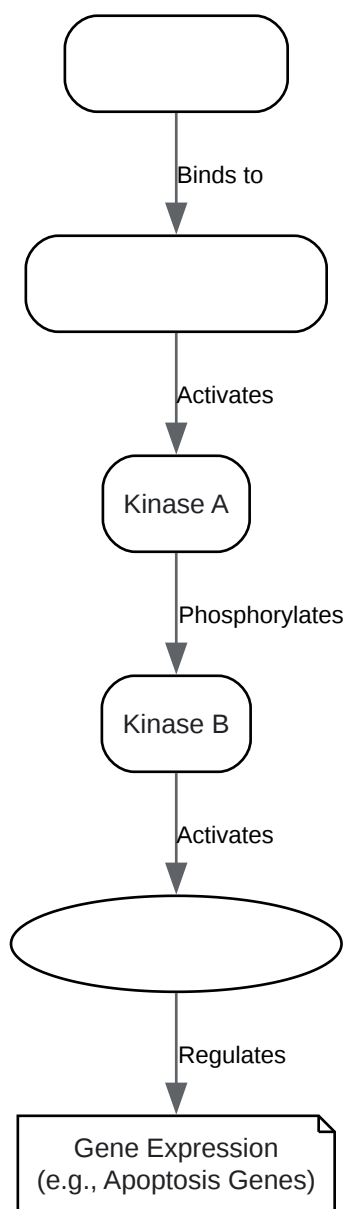 Binds to
Activates
Kinase A
Phosphorylates
Kinase B
Activates
Regulates
Gene Expression
(e.g., Apoptosis Genes)